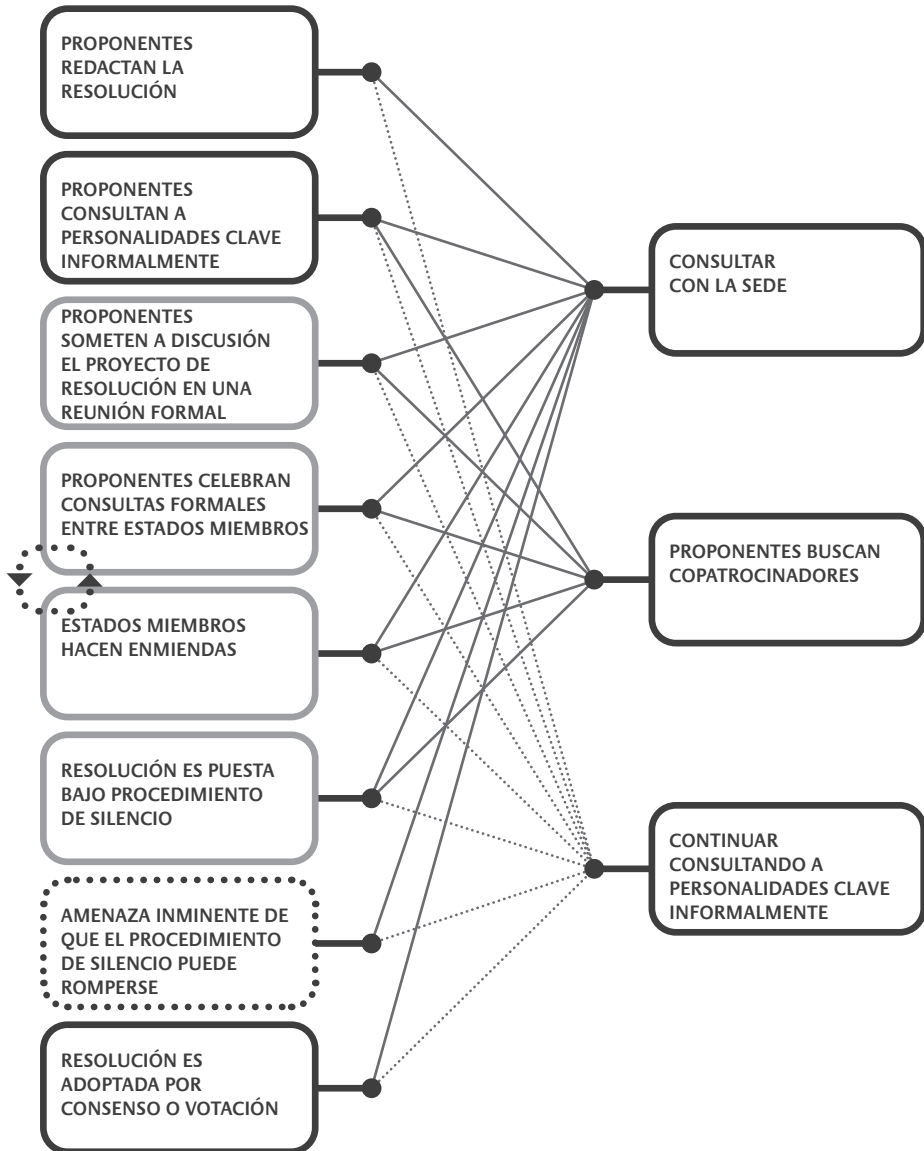 PROPONENTES
REDACTAN LA
RESOLUCIÓN
PROPONENTES
CONSULTAN A
PERSONALIDADES CLAVE
INFORMALMENTE
PROPONENTES
SOMETEN A DISCUSIÓN
EL PROYECTO DE
RESOLUCIÓN EN UNA
REUNIÓN FORMAL
PROPONENTES CELEBRAN
CONSULTAS FORMALES
ENTRE ESTADOS MIEMBROS
ESTADOS MIEMBROS
HACEN ENMIENDAS
RESOLUCIÓN ES PUESTA
BAJO PROCEDIMIENTO
DE SILENCIO
AMENAZA INMINENTE DE
QUE EL PROCEDIMIENTO
DE SILENCIO PUEDE
ROMPERSE
RESOLUCIÓN ES
ADOPTADA POR
CONSENSO O VOTACIÓN
CONSULTAR
CON LA SEDE
PROPONENTES BUSCAN
COPATROCINADORES
CONTINUAR
CONSULTANDO A
PERSONALIDADES CLAVE
INFORMALMENTE